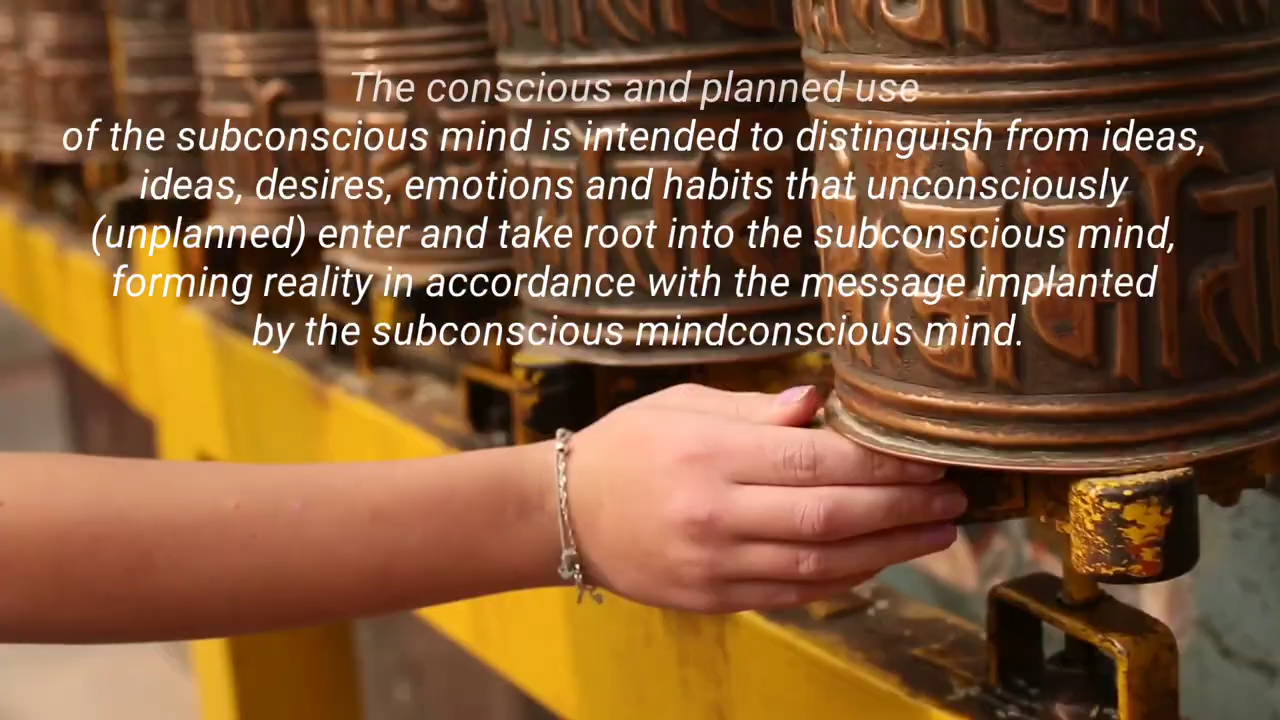 The conscious and planned use
of the subconscious mind is intended to distinguish from ideas,
ideas, desires, emotions and habits that unconsciously
(unplanned) enter and take root into the subconscious mind,
forming reality in accordance with the message implanted
by the subconscious mindconscious mind.